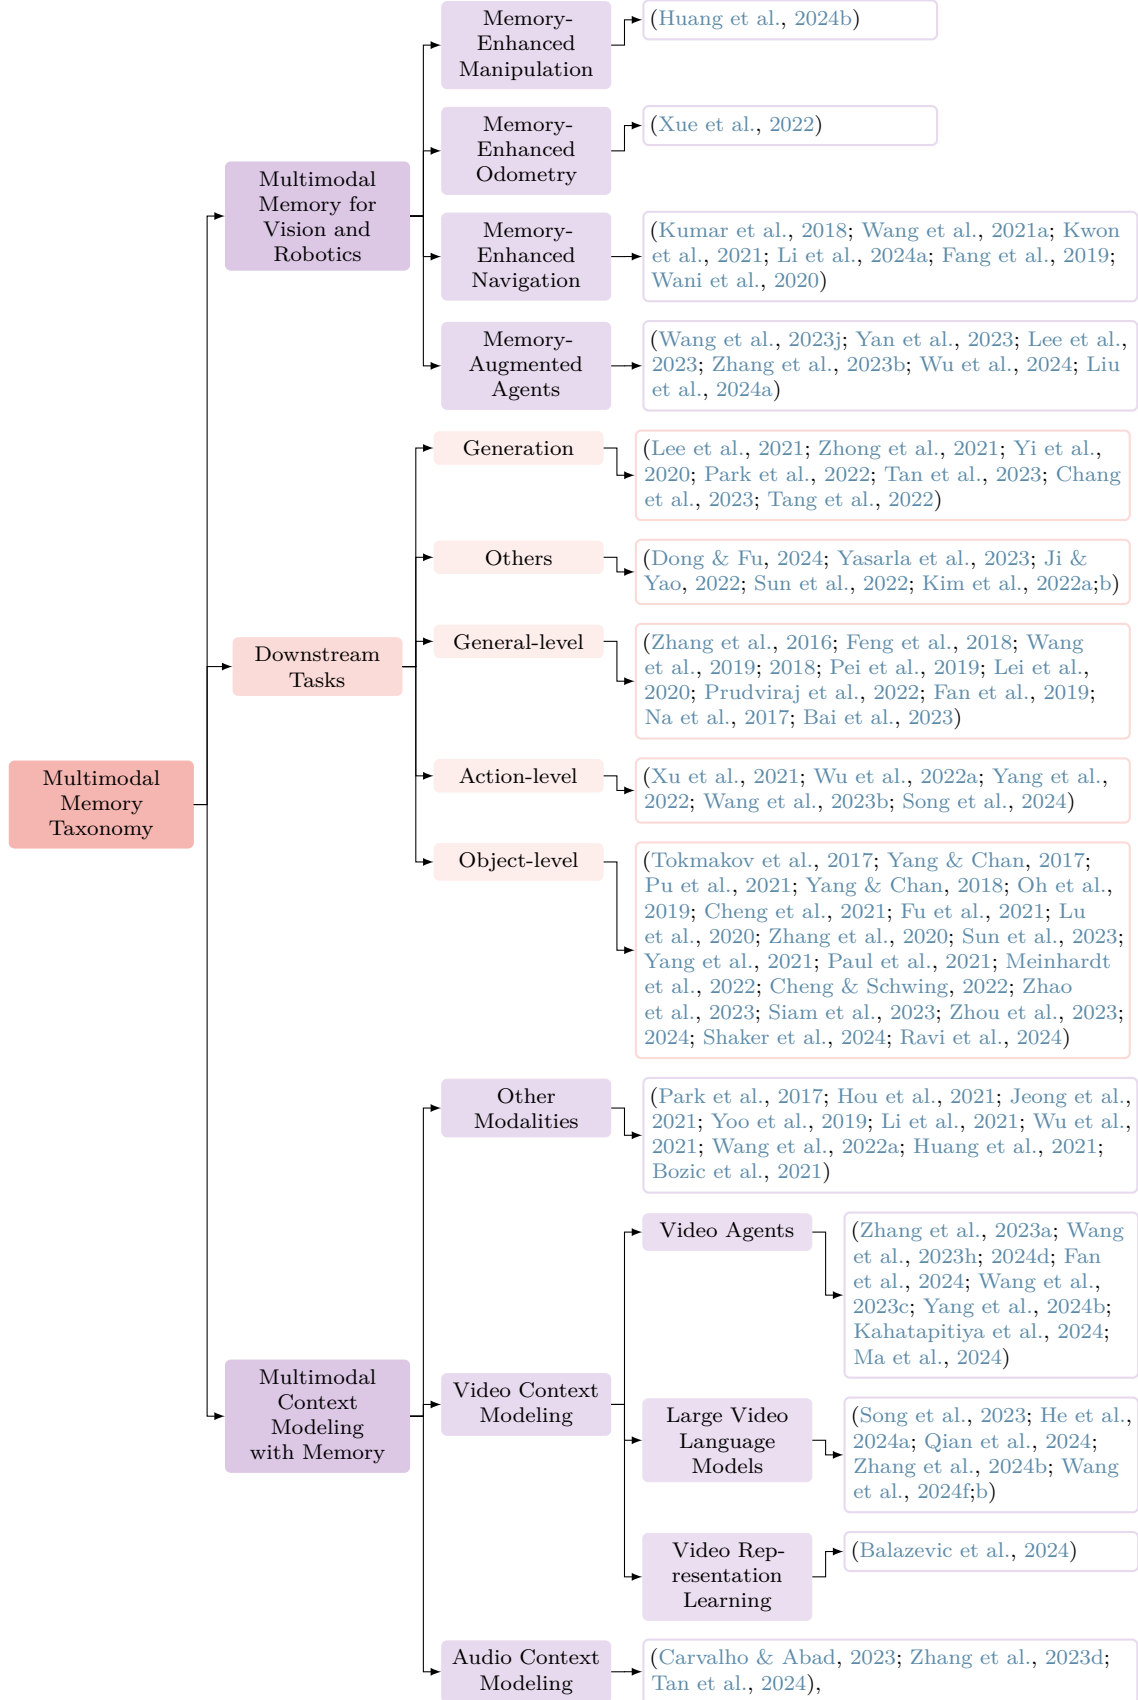 Memory-
Enhanced
Manipulation
(Huang et al., 2024b)
Memory-
Enhanced
Odometry
(Xue et al., 2022)
Multimodal
Memory for
Vision and
Robotics
Memory-
Enhanced
Navigation
(Kumar et al., 2018; Wang et al., 2021a; Kwon
et al., 2021; Li et al., 2024a; Fang et al., 2019;
Wani et al., 2020)
Memory-
Augmented
Agents
(Wang et al., 2023j; Yan et al., 2023; Lee et al.,
2023; Zhang et al., 2023b; Wu et al., 2024; Liu
et al., 2024a)
Generation
(Lee et al., 2021; Zhong et al., 2021; Yi et al.,
2020; Park et al., 2022; Tan et al., 2023; Chang
et al., 2023; Tang et al., 2022)
Others
(Dong & Fu, 2024; Yasarla et al., 2023; Ji &
Yao, 2022; Sun et al., 2022; Kim et al., 2022a;b)
Downstream
Tasks
General-level
(Zhang et al., 2016; Feng et al., 2018; Wang
et al., 2019; 2018; Pei et al., 2019; Lei et al.,
2020; Prudviraj et al., 2022; Fan et al., 2019;
Na et al., 2017; Bai et al., 2023)
Multimodal
Memory
Taxonomy
Action-level
(Xu et al., 2021; Wu et al., 2022a; Yang et al.,
2022; Wang et al., 2023b; Song et al., 2024)
Object-level
(Tokmakov et al., 2017; Yang & Chan, 2017;
Pu et al., 2021; Yang & Chan, 2018; Oh et al.,
2019; Cheng et al., 2021; Fu et al., 2021; Lu
et al., 2020; Zhang et al., 2020; Sun et al., 2023;
Yang et al., 2021; Paul et al., 2021; Meinhardt
et al., 2022; Cheng & Schwing, 2022; Zhao
et al., 2023; Siam et al., 2023; Zhou et al., 2023;
2024; Shaker et al., 2024; Ravi et al., 2024)
Other
Modalities
(Park et al., 2017; Hou et al., 2021; Jeong et al.,
2021; Yoo et al., 2019; Li et al., 2021; Wu et al.,
2021; Wang et al., 2022a; Huang et al., 2021;
Bozic et al., 2021)
Video Agents
(Zhang et al., 2023a; Wang
et al., 2023h; 2024d; Fan
et al., 2024; Wang et al.,
2023c; Yang et al., 2024b;
Kahatapitiya et al., 2024;
Ma et al., 2024)
Multimodal
Context
Modeling
with Memory
Video Context
Modeling
Large Video
Language
Models
(Song et al., 2023; He et al.,
2024a; Qian et al., 2024;
Zhang et al., 2024b; Wang
et al., 2024f;b)
Video Rep-
resentation
Learning
(Balazevic et al., 2024)
Audio Context
Modeling
(Carvalho & Abad, 2023; Zhang et al., 2023d;
Tan et al., 2024),